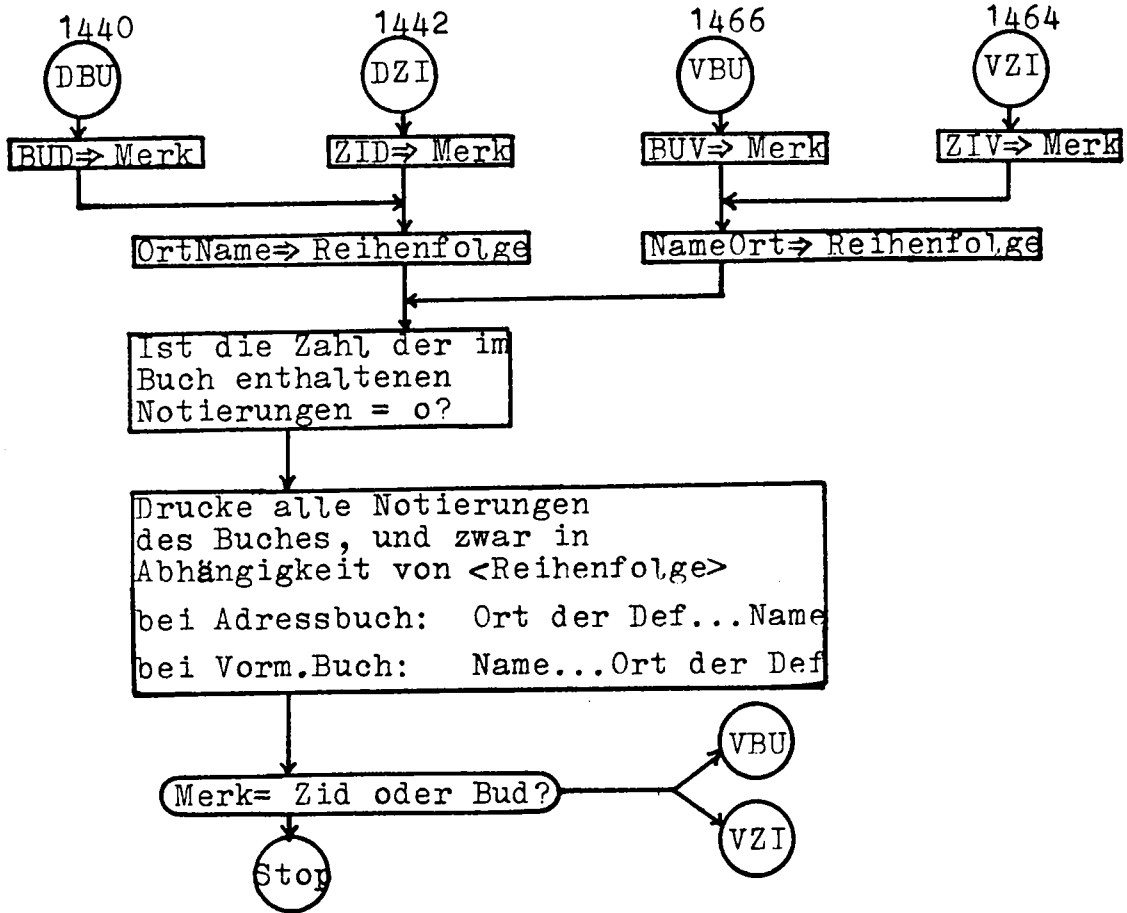 1440
1442
1466
1464
DBU
DZI
VBU
VZI
BUD⇒ Merk
ZID⇒ Merk
BUV⇒ Merk
ZIV⇒ Merk
OrtName⇒ Reihenfolge
NameOrt⇒ Reihenfolge
Ist die Zahl der im
Buch enthaltenen
Notierungen = o?
Drucke alle Notierungen
des Buches, und zwar in
Abhängigkeit von <Reihenfolge>
bei Adressbuch: Ort der Def...Name
bei Vorm.Buch: Name...Ort der Def
VBU
Merk= Zid oder Bud?
VZI
Stop